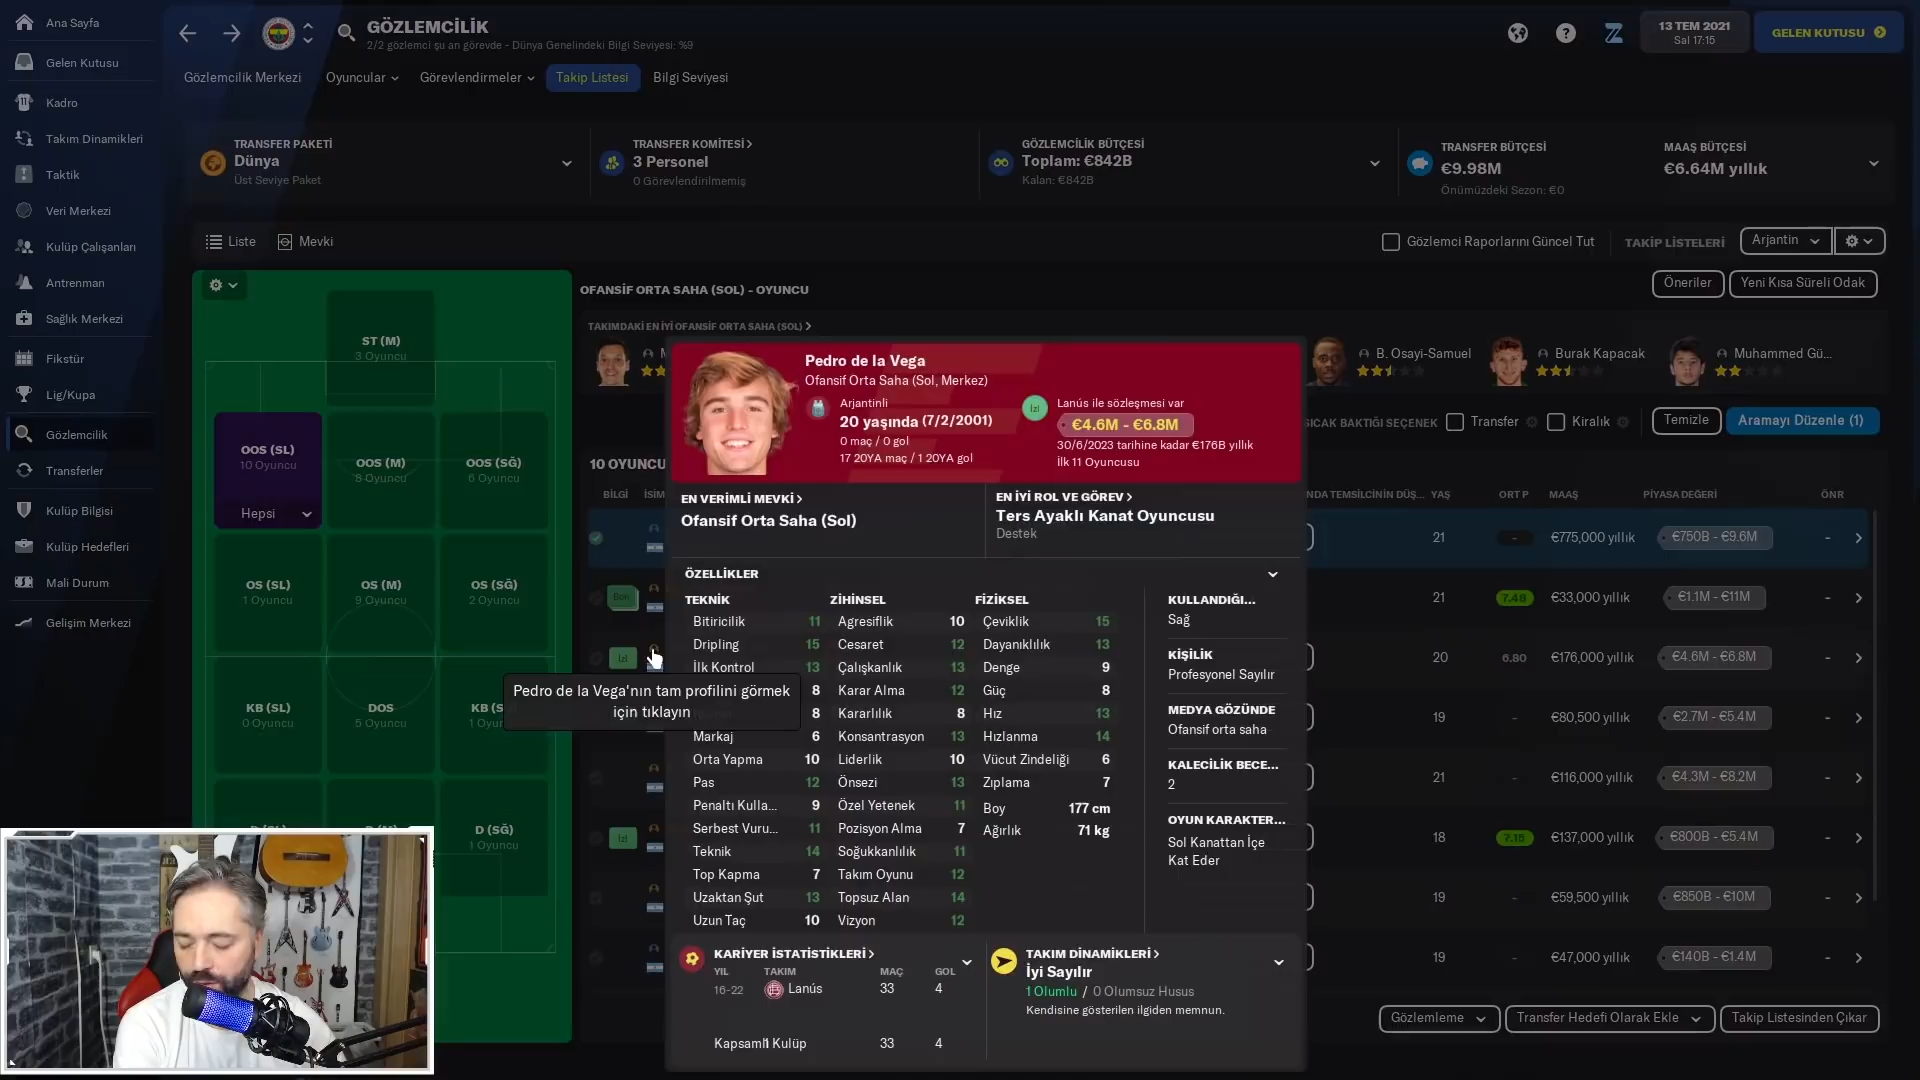 Ana Sayfa
Gelen Kutusu
Kadro
Takım Dinamikleri
Taktik
Veri Merkezi
Kulüp Çalışanları
Antrenman
Sağlık Merkezi
Fikstür
Lig/Kupa
Gözlemcilik
Transferler
Kulüp Bilgisi
Kulüp Hedefleri
Mali Durum
Gelişim Merkezi
GÖZLEMCİLİK
2/2 gözlemci şu an görevde - Dünya Genelindeki Bilgi Seviyesi: %9
13 TEM 2021
Sal 17:15
GELEN KUTUSU
Gözlemcilik Merkezi
Oyuncular
Görevlendirmeler
Takip Listesi
Bilgi Seviyesi
TRANSFER PAKETİ
Dünya
Üst Seviye Paket
TRANSFER KOMİTESİ >
3 Personel
0 Görevlendirilmemiş
GÖZLEMCİLİK BÜTÇESİ
Toplam: €842B
Kalan: €842B
TRANSFER BÜTÇESİ
€9.98M
Önümüzdeki Sezon: €0
MAAŞ BÜTÇESİ
€6.64M yıllık
Liste
Mevki
Gözlemci Raporlarını Güncel Tut
TAKİP LİSTELERİ
Arjantin
ST (M)
3 Oyuncu
OOS (SL)
10 Oyuncu
Hepsi
OOS (M)
8 Oyuncu
OOS (SĞ)
6 Oyuncu
OS (SL)
1 Oyuncu
OS (M)
9 Oyuncu
OS (SĞ)
2 Oyuncu
KB (SL)
0 Oyuncu
DOS
5 Oyuncu
KB (S
1 Oyun
D (SĞ)
1 Oyuncu
OFANSİF ORTA SAHA (SOL) - OYUNCU
Öneriler
Yeni Kısa Süreli Odak
TAKIMDAKİ EN İYİ OFANSİF ORTA SAHA (SOL) >
B. Osayi-Samuel
Burak Kapacak
Muhammed Gü...
SICAK BAKTIĞI SEÇENEK
Transfer
Kiralık
Temizle
Aramayı Düzenle (1)
10 OYUNCU
BİLGİ
İSİM
NDA TEMSİLCİNİN DÜŞ...
YAŞ
ORT P
MAAŞ
PİYASA DEĞERİ
ÖNR
21 - €775,000 yıllık €750B - €9.6M -
Bon 21 7.48 €33,000 yıllık €1.1M - €11M -
İzl 20 6.80 €176,000 yıllık €4.6M - €6.8M -
19 - €80,500 yıllık €2.7M - €5.4M -
21 - €116,000 yıllık €4.3M - €8.2M -
İzl 18 7.15 €137,000 yıllık €800B - €5.4M -
19 - €59,500 yıllık €850B - €10M -
19 - €47,000 yıllık €140B - €1.4M -
Gözlemleme
Transfer Hedefi Olarak Ekle
Takip Listesinden Çıkar
Pedro de la Vega
Ofansif Orta Saha (Sol, Merkez)
Arjantinli
20 yaşında (7/2/2001)
0 maç / 0 gol
17 20YA maç / 1 20YA gol
İzl
Lanús ile sözleşmesi var
€4.6M - €6.8M
30/6/2023 tarihine kadar €176B yıllık
İlk 11 Oyuncusu
EN VERİMLİ MEVKİ >
Ofansif Orta Saha (Sol)
EN İYİ ROL VE GÖREV >
Ters Ayaklı Kanat Oyuncusu
Destek
ÖZELLİKLER
TEKNİK
Bitiricilik 11
Dripling 15
İlk Kontrol 13
8
8
Markaj 6
Orta Yapma 10
Pas 12
Penaltı Kulla... 9
Serbest Vuru... 11
Teknik 14
Top Kapma 7
Uzaktan Şut 13
Uzun Taç 10
ZİHİNSEL
Agresiflik 10
Cesaret 12
Çalışkanlık 13
Karar Alma 12
Kararlılık 8
Konsantrasyon 13
Liderlik 10
Önsezi 13
Özel Yetenek 11
Pozisyon Alma 7
Soğukkanlılık 11
Takım Oyunu 12
Topsuz Alan 14
Vizyon 12
FİZİKSEL
Çeviklik 15
Dayanıklılık 13
Denge 9
Güç 8
Hız 13
Hızlanma 14
Vücut Zindeliği 6
Zıplama 7
Boy 177 cm
Ağırlık 71 kg
KULLANDIĞI...
Sağ
KİŞİLİK
Profesyonel Sayılır
MEDYA GÖZÜNDE
Ofansif orta saha
KALECİLİK BECE...
2
OYUN KARAKTER...
Sol Kanattan İçe
Kat Eder
Pedro de la Vega'nın tam profilini görmek
için tıklayın
KARİYER İSTATİSTİKLERİ >
YIL TAKIM MAÇ GOL
16-22 Lanús 33 4
Kapsamlı 1 Kulüp 33 4
TAKIM DİNAMİKLERİ >
İyi Sayılır
1 Olumlu / 0 Olumsuz Husus
Kendisine gösterilen ilgiden memnun.